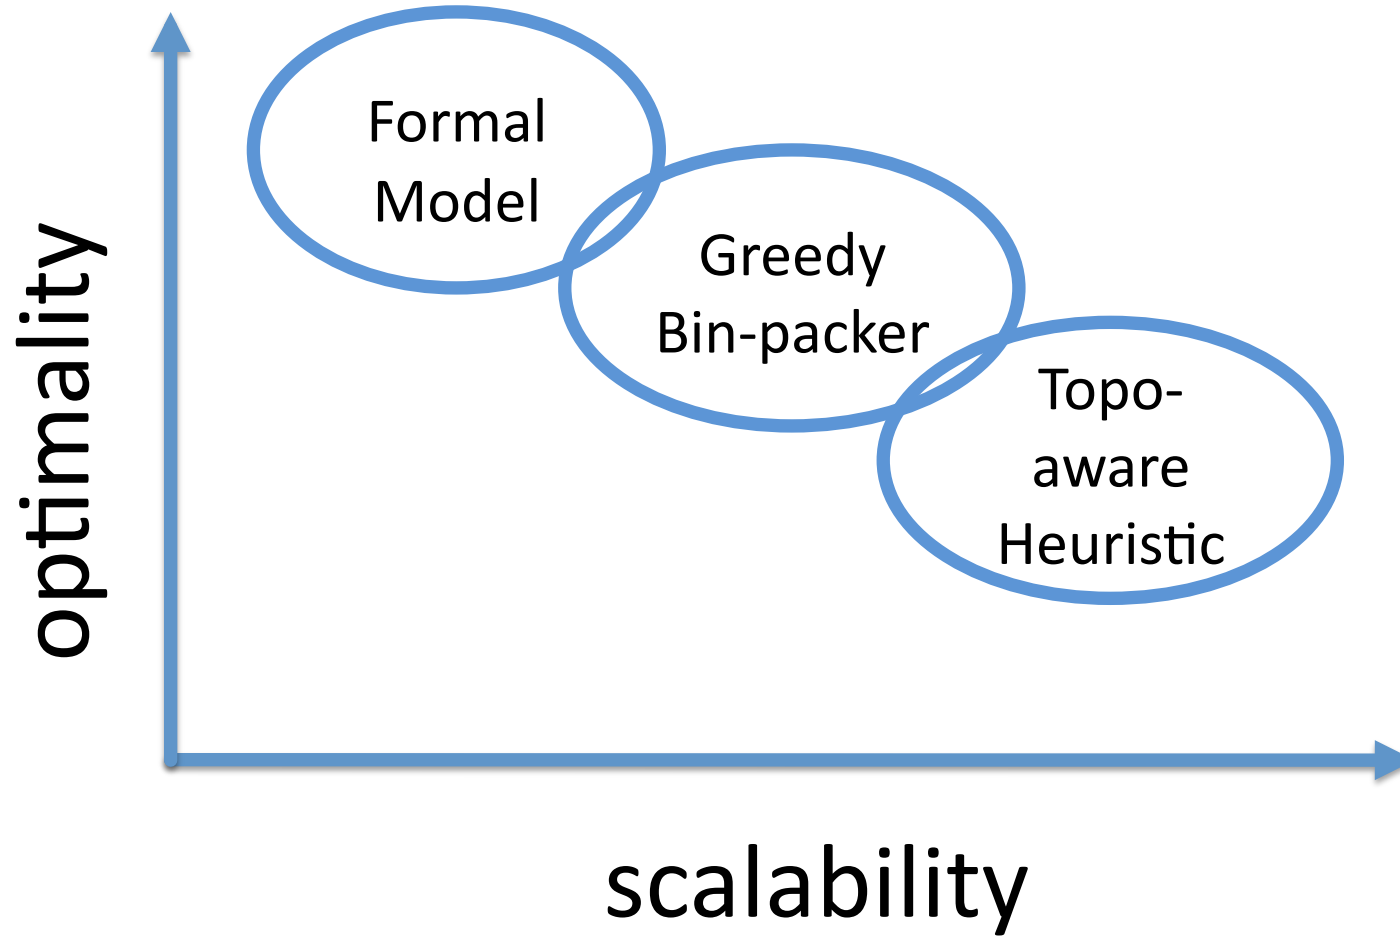 optimality
Formal
Model
Greedy
Bin-packer
Topo-
aware
Heuristic
scalability